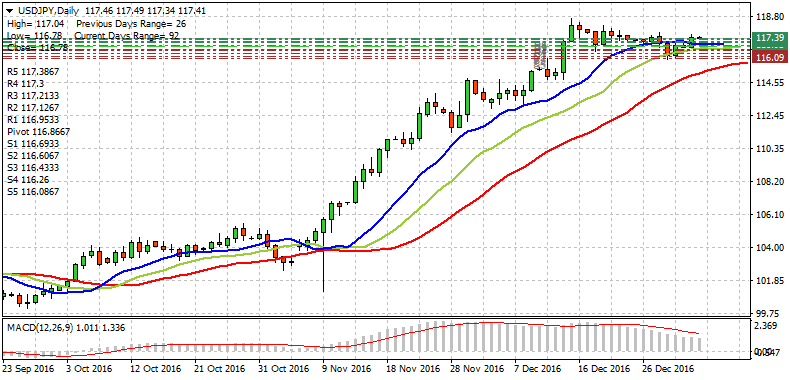 USDJPY,Daily 117.46 117.49 117.34 117.41
High= 117.04 Previous Days Range= 26
Low= 116.78 Current Days Range= 92
Close= 116.78
R5 117.3867
R4 117.3
R3 117.2133
R2 117.1267
R1 116.9533
Pivot 116.8667
S1 116.6933
S2 116.6067
S3 116.4333
S4 116.26
S5 116.0867
118.80
117.39
116.09
114.55
112.45
110.35
108.20
106.10
104.00
101.85
99.75
MACD(12,26,9) 1.011 1.336
2.369
23 Sep 2016 3 Oct 2016 12 Oct 2016 21 Oct 2016 31 Oct 2016 9 Nov 2016 18 Nov 2016 28 Nov 2016 7 Dec 2016 16 Dec 2016 26 Dec 2016